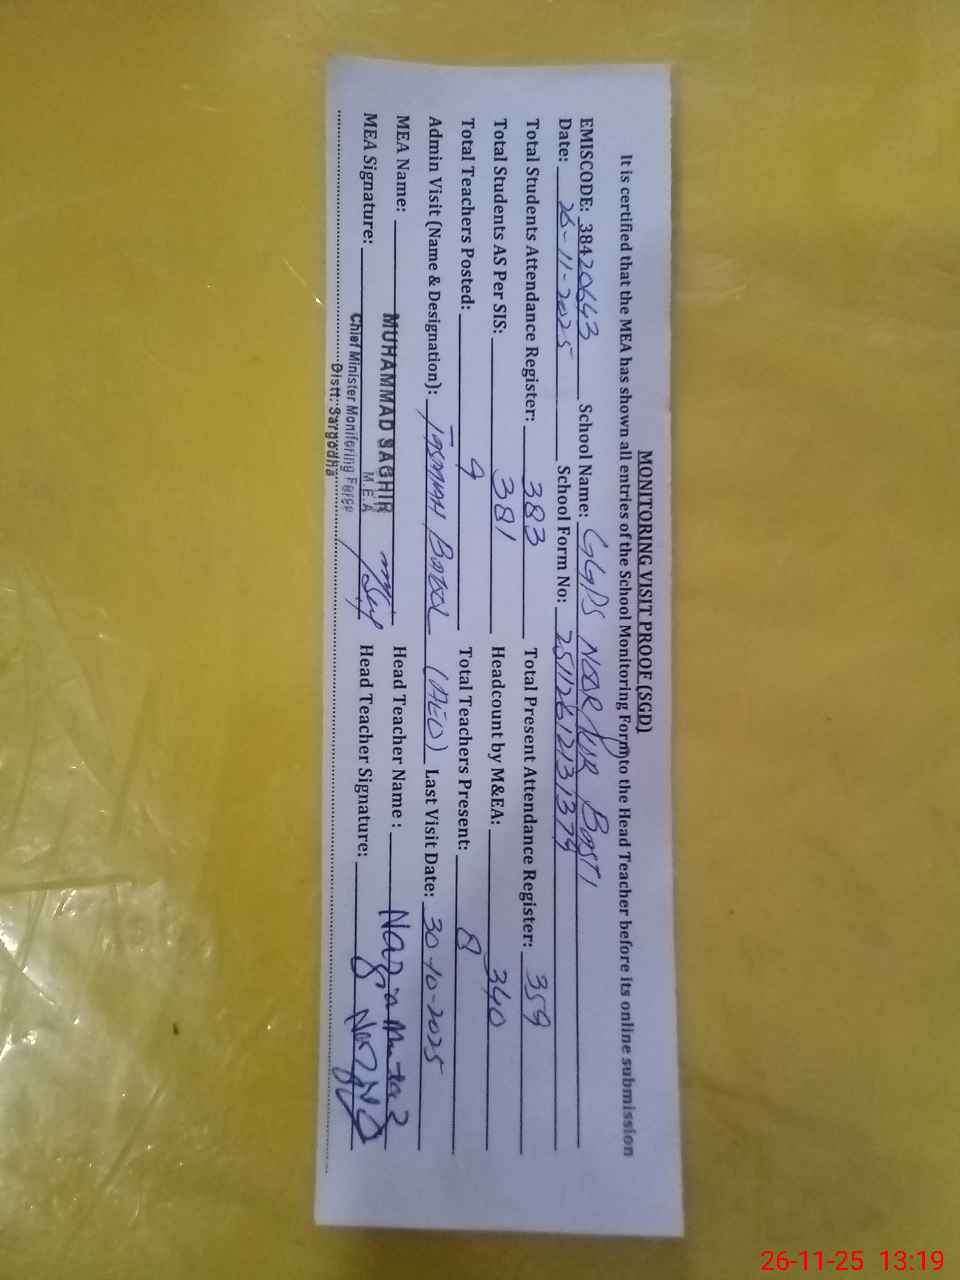 MONITORING VISIT PROOF (SGD)
It is certified that the MEA has shown all entries of the School Monitoring Form to the Head Teacher before its online submission
EMISCODE: 38420643 School Name: GGPS NOOR PUR BASTI
Date: 26-11-2025 School Form No: 25112612131374
Total Students Attendance Register: 383 Total Present Attendance Register: 359
Total Students AS Per SIS: 381 Headcount by M&EA: 340
Total Teachers Posted: 9 Total Teachers Present: 8
Admin Visit (Name & Designation): Batool (AEO) Last Visit Date: 30-10-2025
MEA Name: MUHAMMAD SAGHIR Head Teacher Name : Nazia
M.E.A
MEA Signature: Head Teacher Signature:
Chief Minister Monitoring Force
Distt: Sargodha
26-11-25 13:19